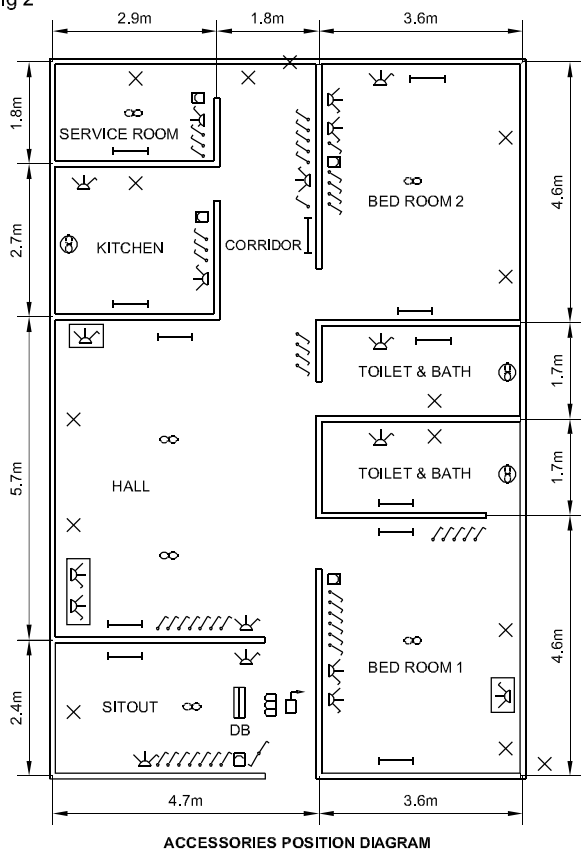 ig 2
2.9m 1.8m 3.6m
1.8m
SERVICE ROOM
BED ROOM 2
4.6m
2.7m
KITCHEN
CORRIDOR
TOILET & BATH
1.7m
TOILET & BATH
1.7m
5.7m
HALL
BED ROOM 1
4.6m
2.4m
SITOUT
DB
4.7m 3.6m
ACCESSORIES POSITION DIAGRAM